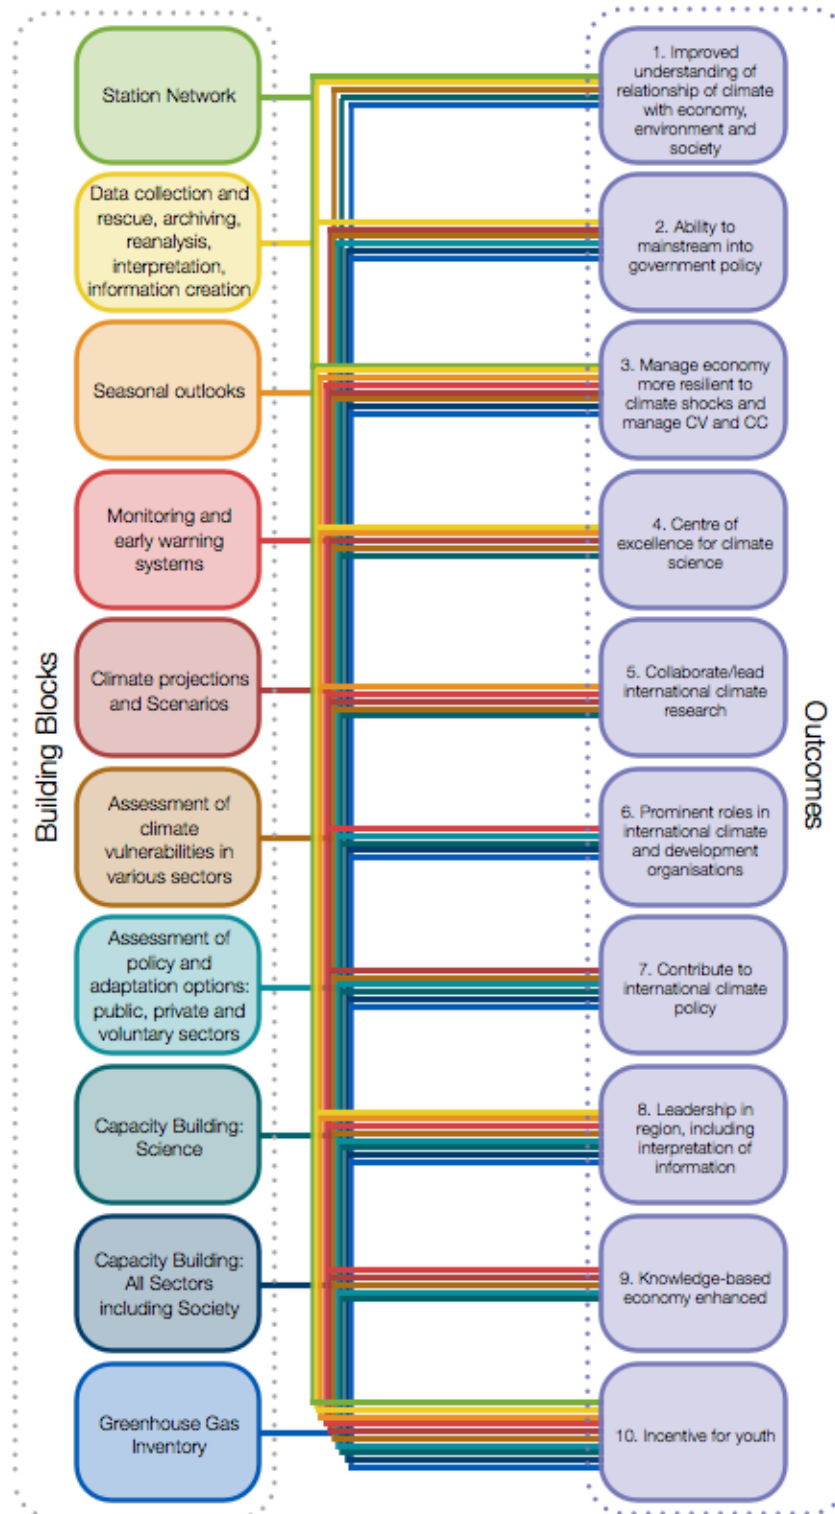 Building Blocks
Station Network
Data collection and
rescue, archiving,
reanalysis,
interpretation,
information creation
Seasonal outlooks
Monitoring and
early warning
systems
Climate projections
and Scenarios
Assessment of
climate
vulnerabilities in
various sectors
Assessment of
policy and
adaptation options:
public, private and
voluntary sectors
Capacity Building:
Science
Capacity Building:
All Sectors
including Society
Greenhouse Gas
Inventory
Outcomes
1. Improved
understanding of
relationship of climate
with economy,
environment and
society
2. Ability to
mainstream into
government policy
3. Manage economy
more resilient to
climate shocks and
manage CV and CC
4. Centre of
excellence for climate
science
5. Collaborate/lead
international climate
research
6. Prominent roles in
international climate
and development
organisations
7. Contribute to
international climate
policy
8. Leadership in
region, including
interpretation of
information
9. Knowledge-based
economy enhanced
10. Incentive for youth